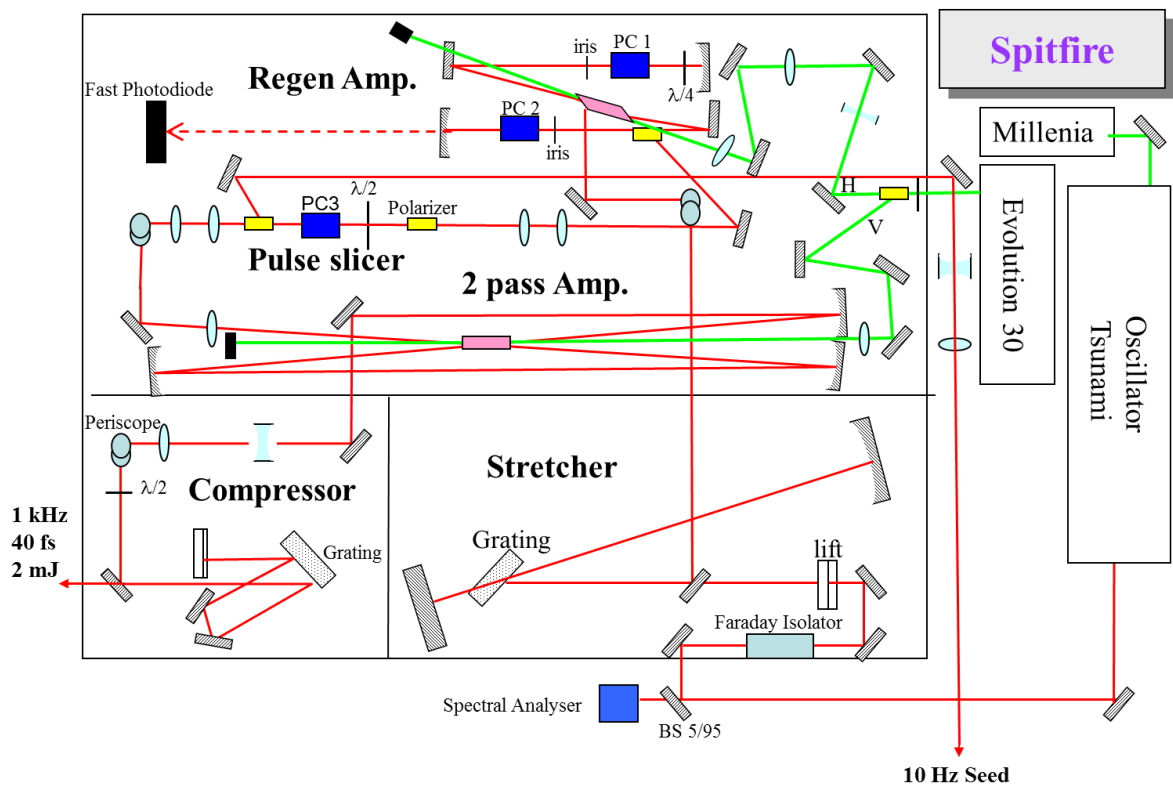 Spitfire
PC 1
iris
Regen Amp.
λ/4
Fast Photodiode
PC 2
iris
Millenia
H
V
λ/2
PC3
Polarizer
Pulse slicer
2 pass Amp.
Evolution 30
Oscillator
Tsunami
Periscope
λ/2
Compressor
Stretcher
1 kHz
40 fs
2 mJ
Grating
Grating
lift
Faraday Isolator
Spectral Analyser
BS 5/95
10 Hz Seed